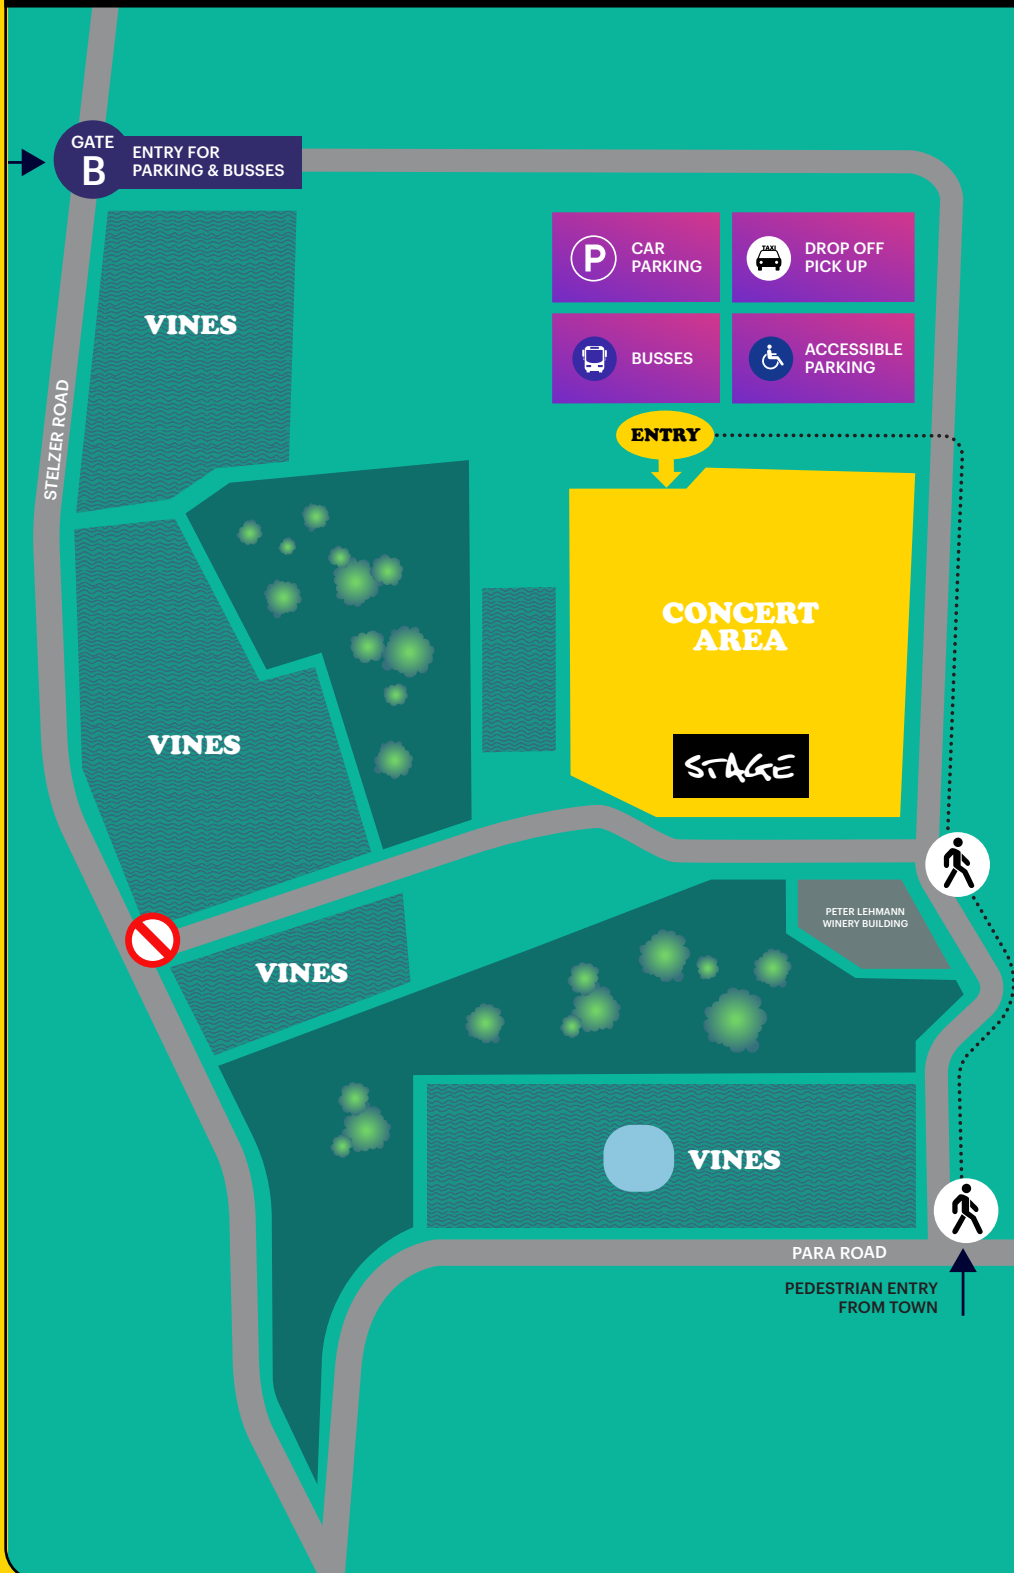 GATE
B
ENTRY FOR
PARKING & BUSSES
VINES
STELZER ROAD
P
CAR
PARKING
TAXI
DROP OFF
PICK UP
BUSSES
ACCESSIBLE
PARKING
ENTRY
CONCERT
AREA
STAGE
VINES
PETER LEHMANN
WINERY BUILDING
VINES
VINES
PARA ROAD
PEDESTRIAN ENTRY
FROM TOWN